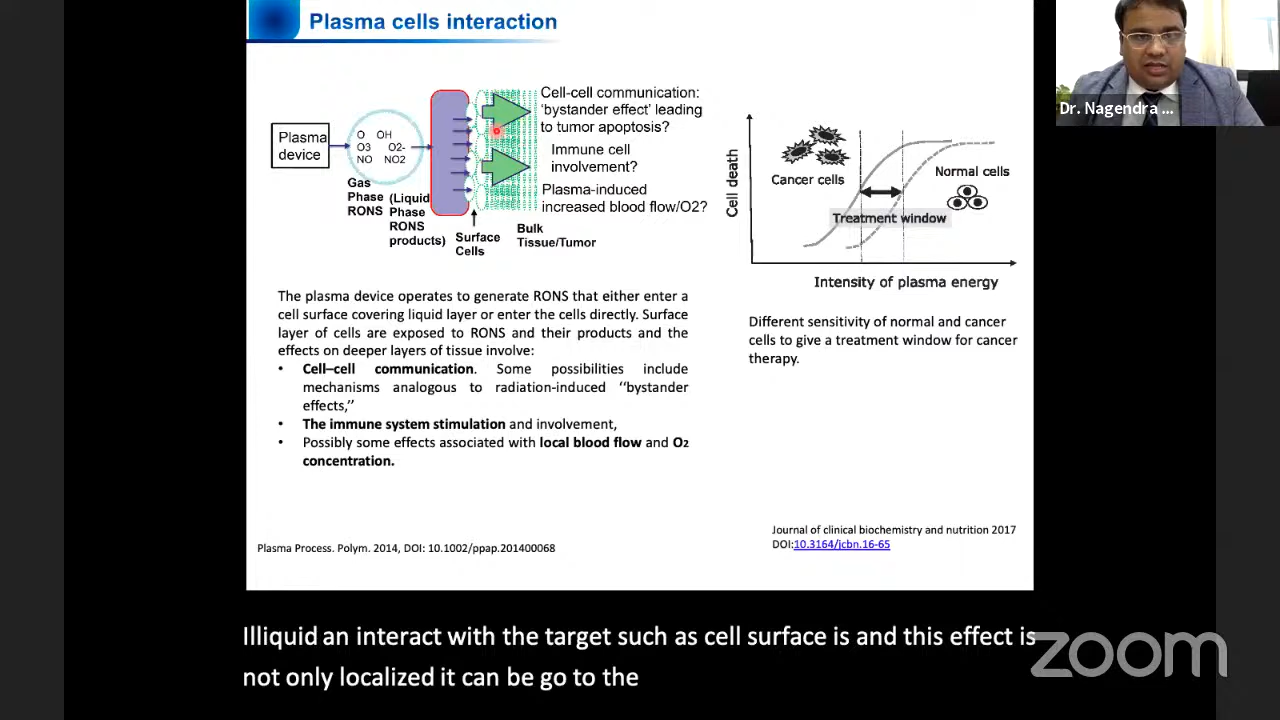 Plasma cells interaction
Dr. Nagendra ...
Plasma
device
O OH
O3 O2-
NO NO2
Gas
Phase
RONS
(Liquid
Phase
RONS
products)
Surface
Cells
Bulk
Tissue/Tumor
Cell-cell communication:
'bystander effect' leading
to tumor apoptosis?
Immune cell
involvement?
Plasma-induced
increased blood flow/O2?
Cell death
Cancer cells
Normal cells
Treatment window
Intensity of plasma energy
The plasma device operates to generate RONS that either enter a
cell surface covering liquid layer or enter the cells directly. Surface
layer of cells are exposed to RONS and their products and the
effects on deeper layers of tissue involve:
• Cell–cell communication. Some possibilities include
mechanisms analogous to radiation-induced ‘‘bystander
effects,’’
• The immune system stimulation and involvement,
• Possibly some effects associated with local blood flow and O2
concentration.
Different sensitivity of normal and cancer
cells to give a treatment window for cancer
therapy.
Plasma Process. Polym. 2014, DOI: 10.1002/ppap.201400068
Journal of clinical biochemistry and nutrition 2017
DOI:10.3164/jcbn.16-65
Illiquid an interact with the target such as cell surface is and this effect is
not only localized it can be go to the
zoom